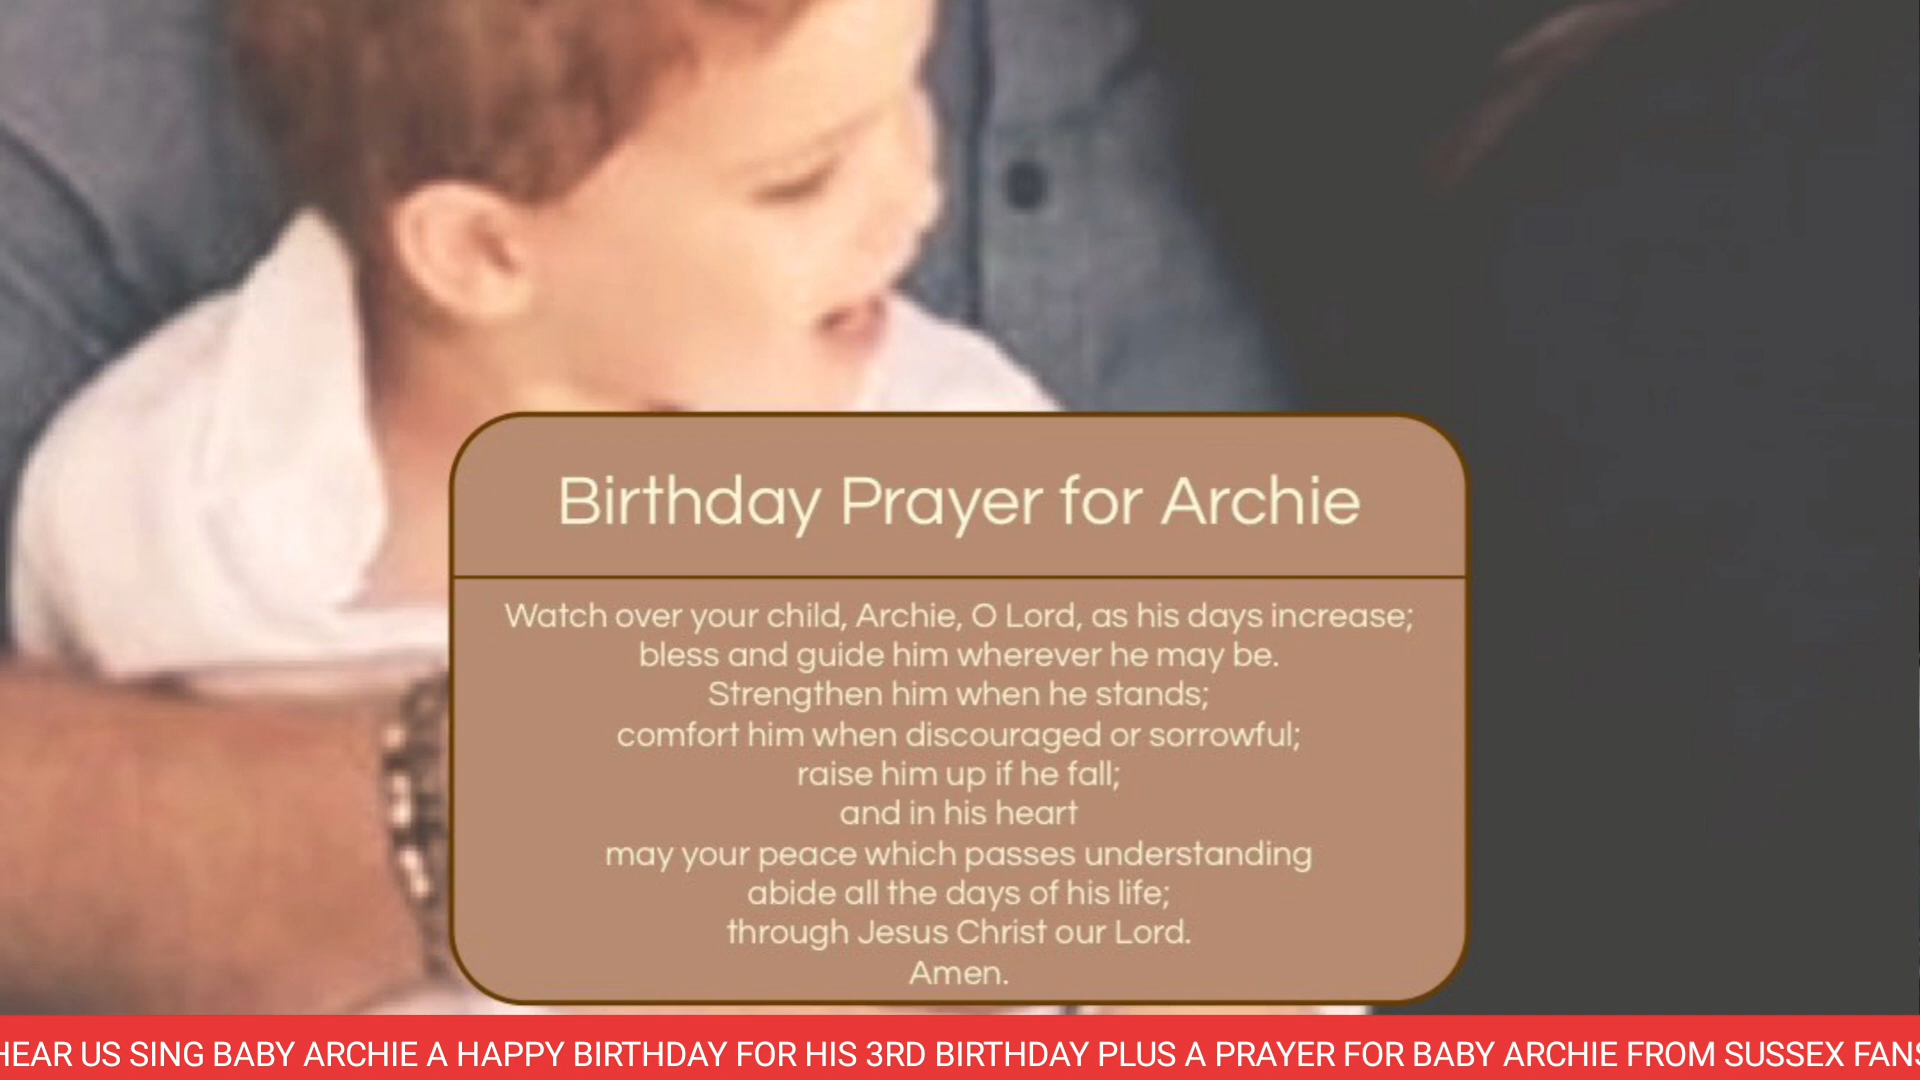 Birthday Prayer for Archie
Watch over your child, Archie, O Lord, as his days increase;
bless and guide him wherever he may be.
Strengthen him when he stands;
comfort him when discouraged or sorrowful;
raise him up if he fall;
and in his heart
may your peace which passes understanding
abide all the days of his life;
through Jesus Christ our Lord.
Amen.
HEAR US SING BABY ARCHIE A HAPPY BIRTHDAY FOR HIS 3RD BIRTHDAY PLUS A PRAYER FOR BABY ARCHIE FROM SUSSEX FANS